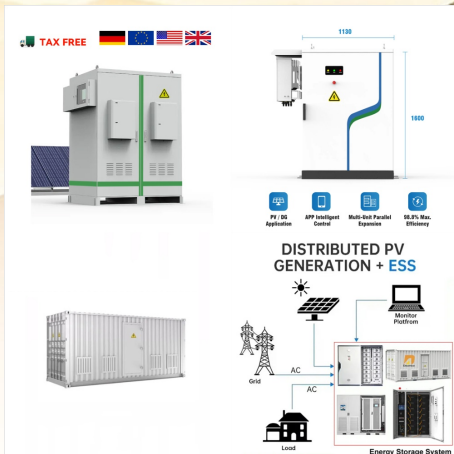 TAX FREE
1130
1600
PV / DG
Application
APP Intelligent
Control
Multi-Unit Parallel
Expansion
98.8% Max.
Efficiency
DISTRIBUTED PV
GENERATION + ESS
Monitor
Platfrom
Grid
AC
AC
Load
Energy Storage System